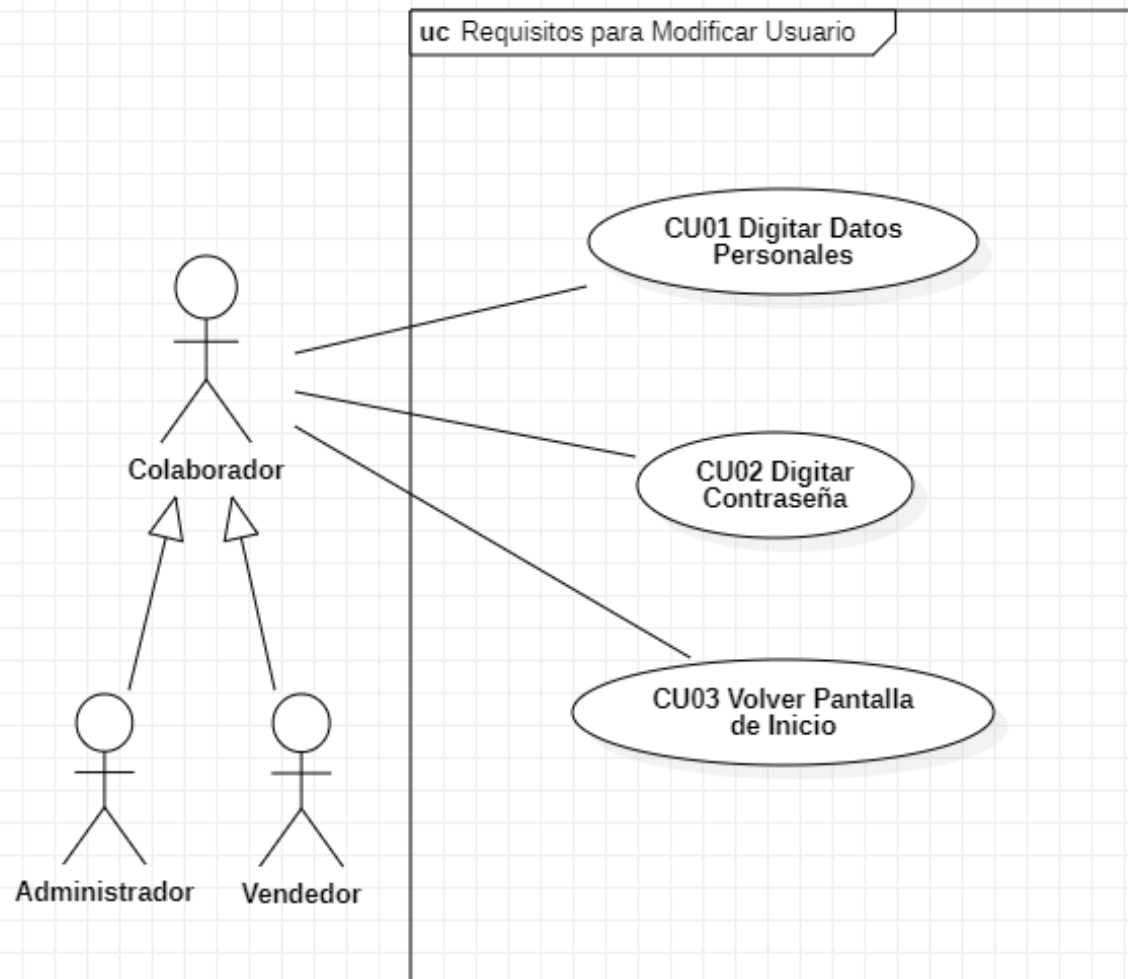 uc Requisitos para Modificar Usuario
CU01 Digitar Datos
Personales
Colaborador
CU02 Digitar
Contraseña
CU03 Volver Pantalla
de Inicio
Administrador
Vendedor